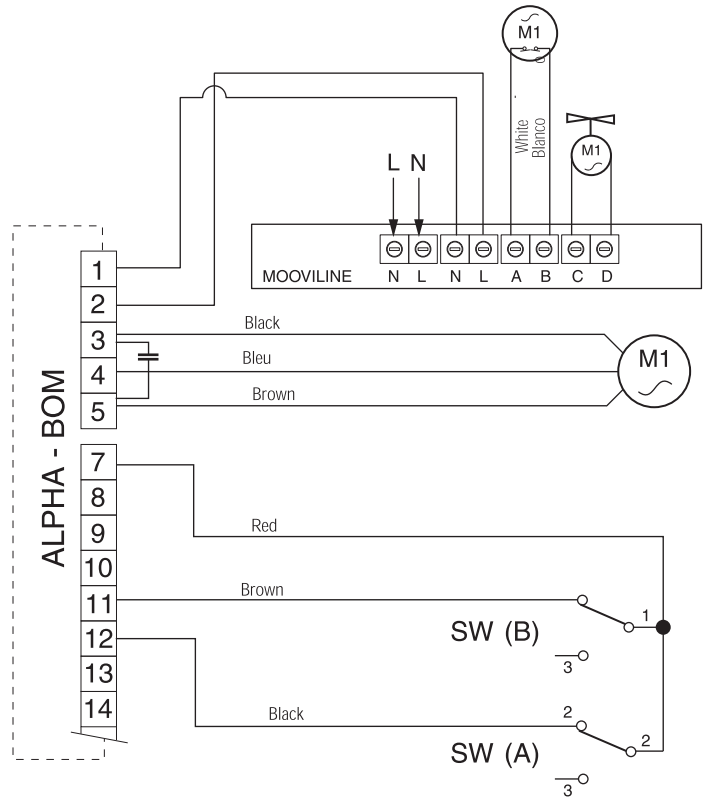 M1
White
Blanco
M1
L N
MOOVILINE N L N L A B C D
ALPHA - BOM
1
2
3
4
5
Black
Bleu
Brown
M1
7
8
9
10
11
12
13
14
Red
Brown
SW (B)
1
3
Black
2
SW (A)
2
3